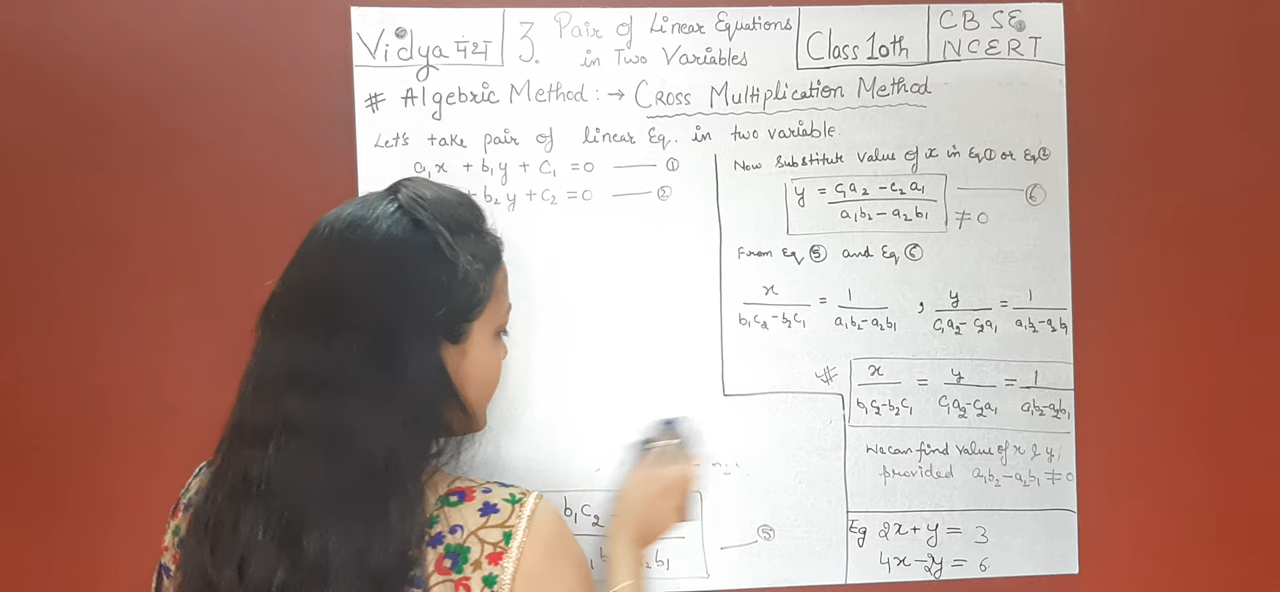 Vidya पंथ
3. Pair of Linear Equations in Two Variables
Class 10th
CBSE NCERT
# Algebric Method :→ Cross Multiplication Method
Let's take pair of linear Eq. in two variable.
a₁x + b₁y + c₁ = 0 —— ①
+ b₂y + c₂ = 0 —— ②
b₁c₂
b₁
⑤
Now substitute value of x in Eq ① or Eq ②
y = (c₁a₂ - c₂a₁)/(a₁b₂ - a₂b₁) —— ⑥
≠ 0
From Eq ⑤ and Eq ⑥
x/(b₁c₂ - b₂c₁) = 1/(a₁b₂ - a₂b₁) , y/(c₁a₂ - c₂a₁) = 1/(a₁b₂ - a₂b₁)
# x/(b₁c₂ - b₂c₁) = y/(c₁a₂ - c₂a₁) = 1/(a₁b₂ - a₂b₁)
We can find value of x & y,
provided a₁b₂ - a₂b₁ ≠ 0
Eg 2x + y = 3
4x - 2y = 6